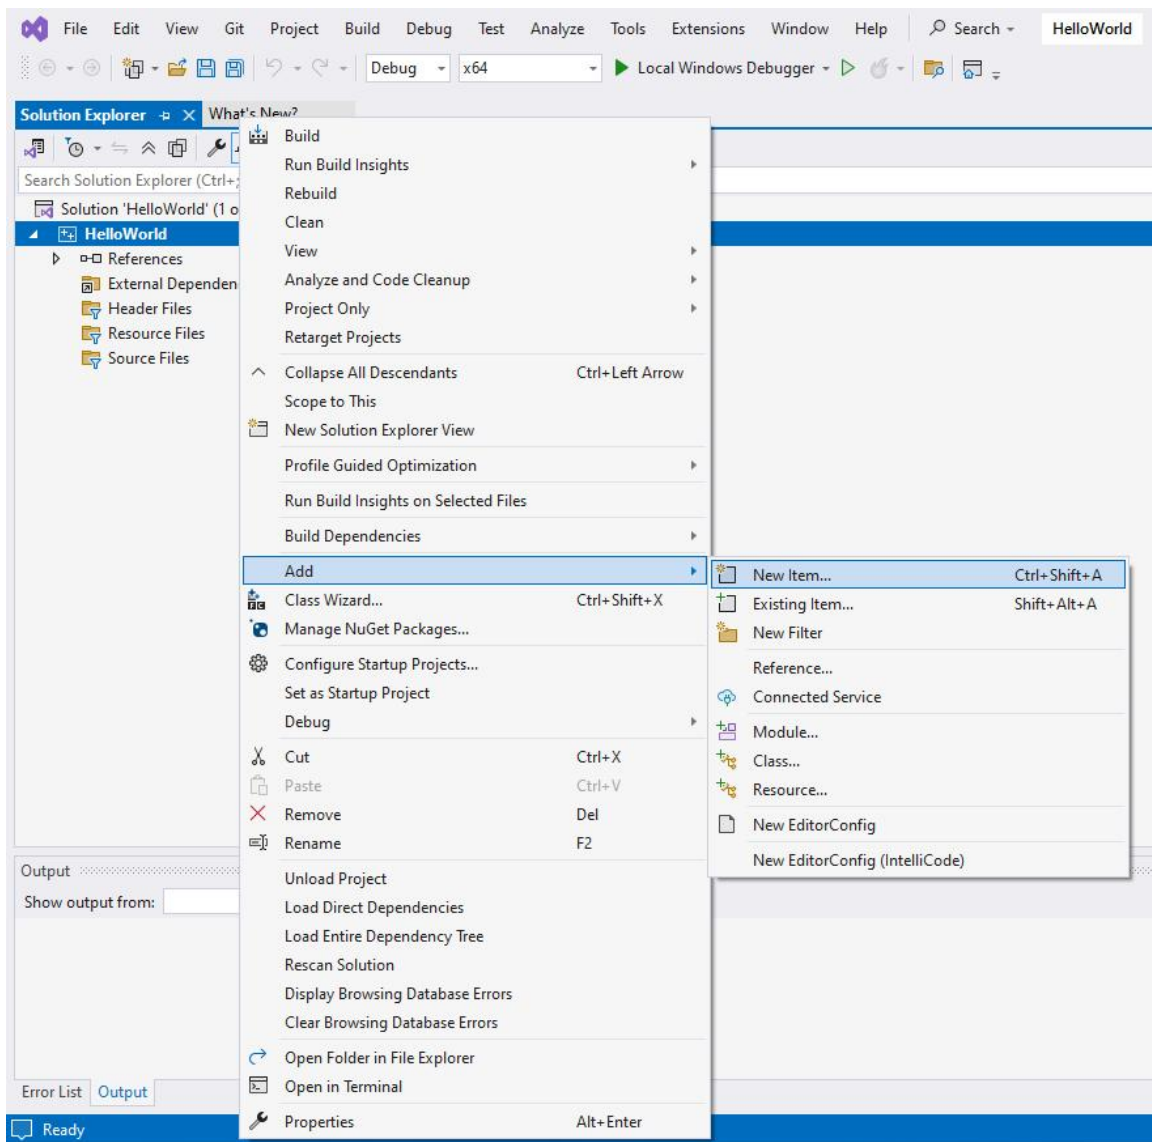 File Edit View Git Project Build Debug Test Analyze Tools Extensions Window Help Search HelloWorld
Debug x64 Local Windows Debugger
Solution Explorer What's New?
Search Solution Explorer (Ctrl+;
Solution 'HelloWorld' (1 o
HelloWorld
References
External Dependen
Header Files
Resource Files
Source Files
Build
Run Build Insights
Rebuild
Clean
View
Analyze and Code Cleanup
Project Only
Retarget Projects
Collapse All Descendants Ctrl+Left Arrow
Scope to This
New Solution Explorer View
Profile Guided Optimization
Run Build Insights on Selected Files
Build Dependencies
Add
Class Wizard... Ctrl+Shift+X
Manage NuGet Packages...
Configure Startup Projects...
Set as Startup Project
Debug
Cut Ctrl+X
Paste Ctrl+V
Remove Del
Rename F2
Unload Project
Load Direct Dependencies
Load Entire Dependency Tree
Rescan Solution
Display Browsing Database Errors
Clear Browsing Database Errors
Open Folder in File Explorer
Open in Terminal
Properties Alt+Enter
New Item... Ctrl+Shift+A
Existing Item... Shift+Alt+A
New Filter
Reference...
Connected Service
Module...
Class...
Resource...
New EditorConfig
New EditorConfig (IntelliCode)
Output
Show output from:
Error List Output
Ready